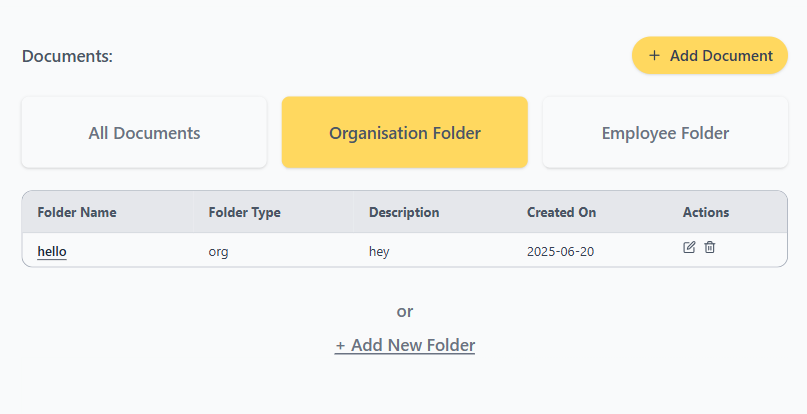 Documents:
+ Add Document
All Documents
Organisation Folder
Employee Folder
Folder Name Folder Type Description Created On Actions
hello org hey 2025-06-20
or
+ Add New Folder